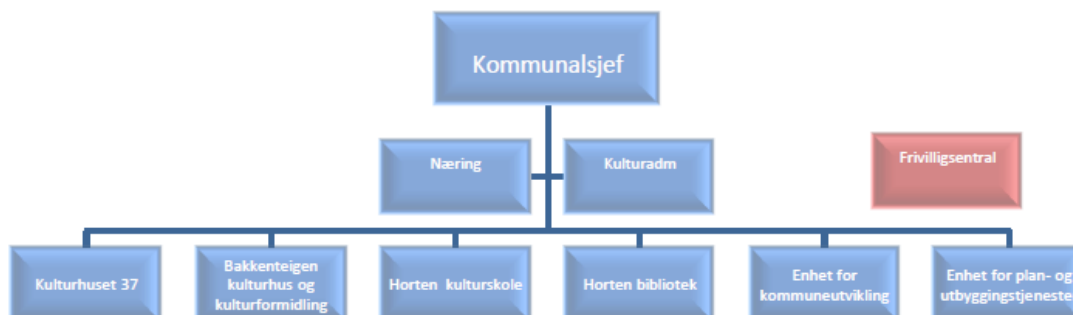 Kommunalsjef
Næring
Kulturadm
Frivilligsentral
Kulturhuset 37
Bakkenteigen
kulturhus og
kulturformidling
Horten kulturskole
Horten bibliotek
Enhet for
kommuneutvikling
Enhet for plan- og
utbyggingstjenester